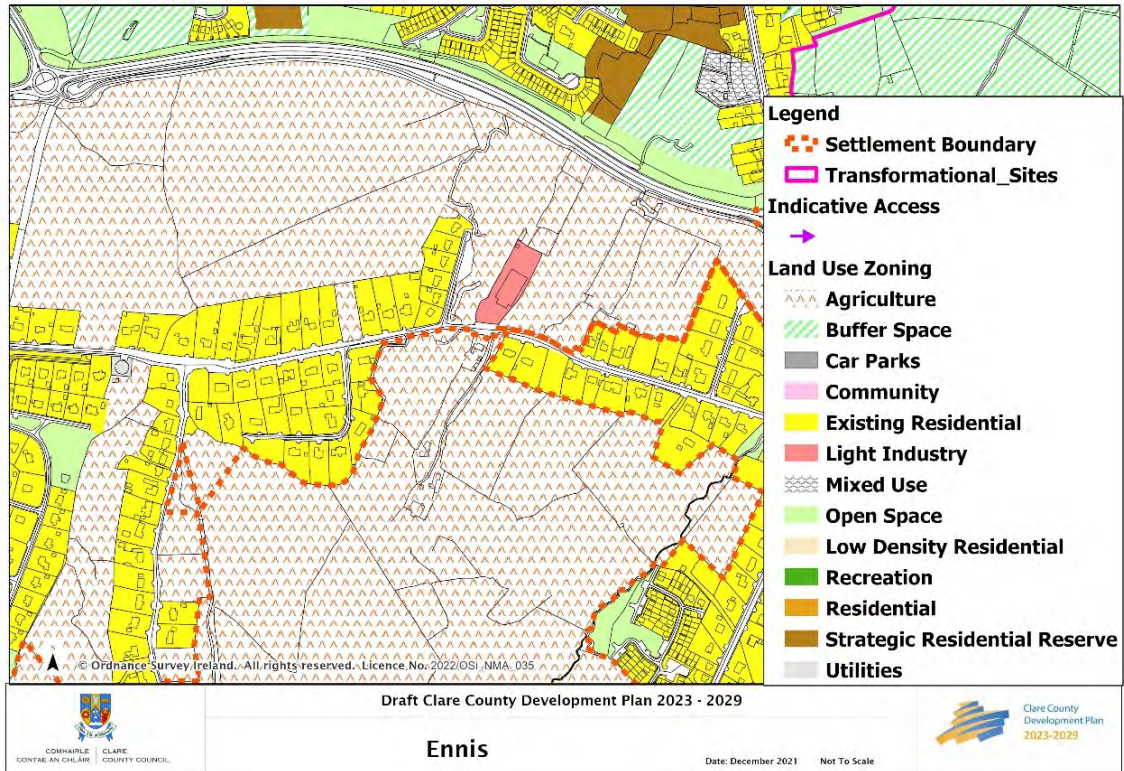 Legend
Settlement Boundary
Transformational_Sites
Indicative Access
Land Use Zoning
Agriculture
Buffer Space
Car Parks
Community
Existing Residential
Light Industry
Mixed Use
Open Space
Low Density Residential
Recreation
Residential
Strategic Residential Reserve
Utilities
© Ordnance Survey Ireland. All rights reserved. Licence No. 2022/OSi_NMA_035
COMHAIRLE CONTAE AN CHLÁIR
CLARE COUNTY COUNCIL
Draft Clare County Development Plan 2023 - 2029
Ennis
Date: December 2021 Not To Scale
Clare County
Development Plan
2023-2029